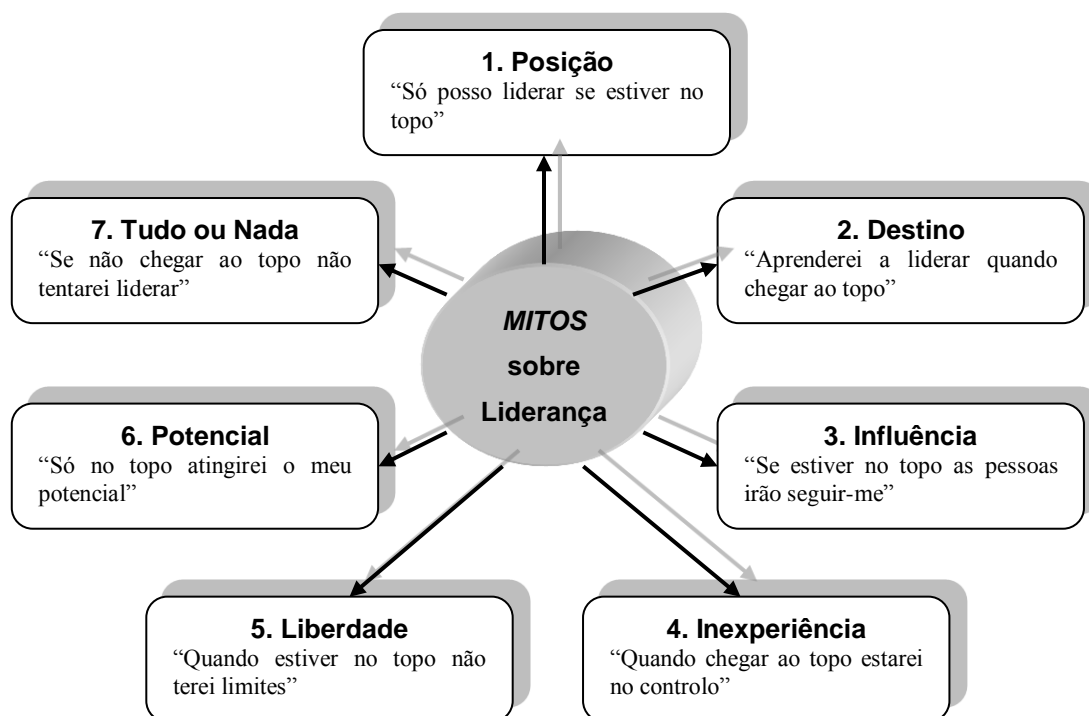 1. Posição
“Só posso liderar se estiver no
topo”
7. Tudo ou Nada
“Se não chegar ao topo não
tentarei liderar”
2. Destino
“Aprenderei a liderar quando
chegar ao topo”
MITOS
sobre
Liderança
6. Potencial
“Só no topo atingirei o meu
potencial”
3. Influência
“Se estiver no topo as pessoas
irão seguir-me”
5. Liberdade
“Quando estiver no topo não
terei limites”
4. Inexperiência
“Quando chegar ao topo estarei
no controlo”